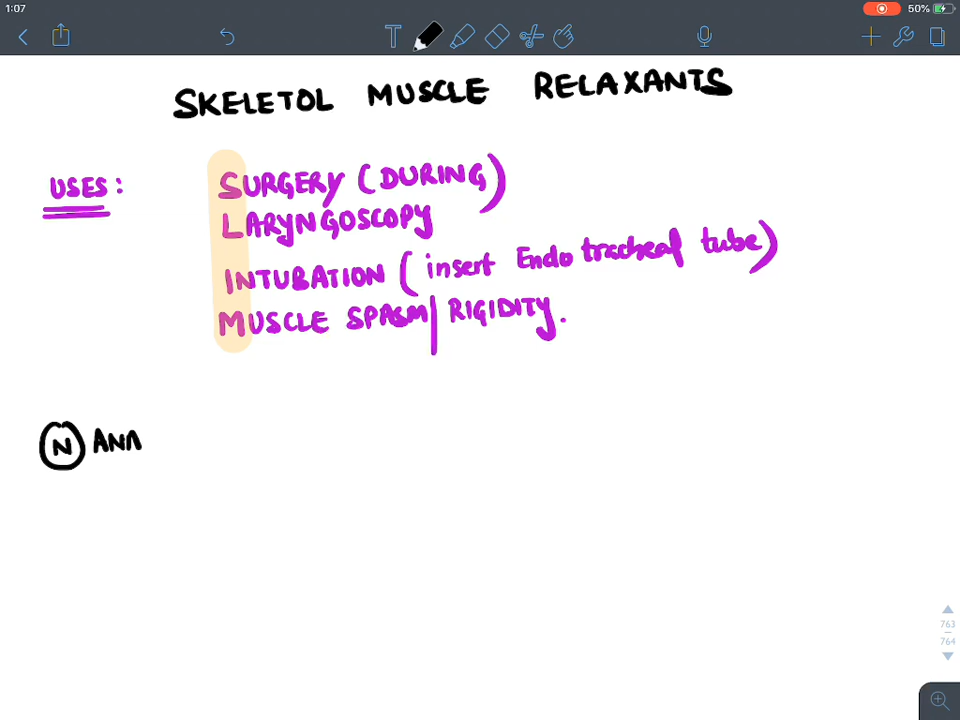 1:07
50%
T
SKELETOL MUSCLE RELAXANTS
USES:
SURGERY (DURING)
LARYNGOSCOPY
INTUBATION (insert Endotracheal tube)
MUSCLE SPASM| RIGIDITY.
N ANA
763
764